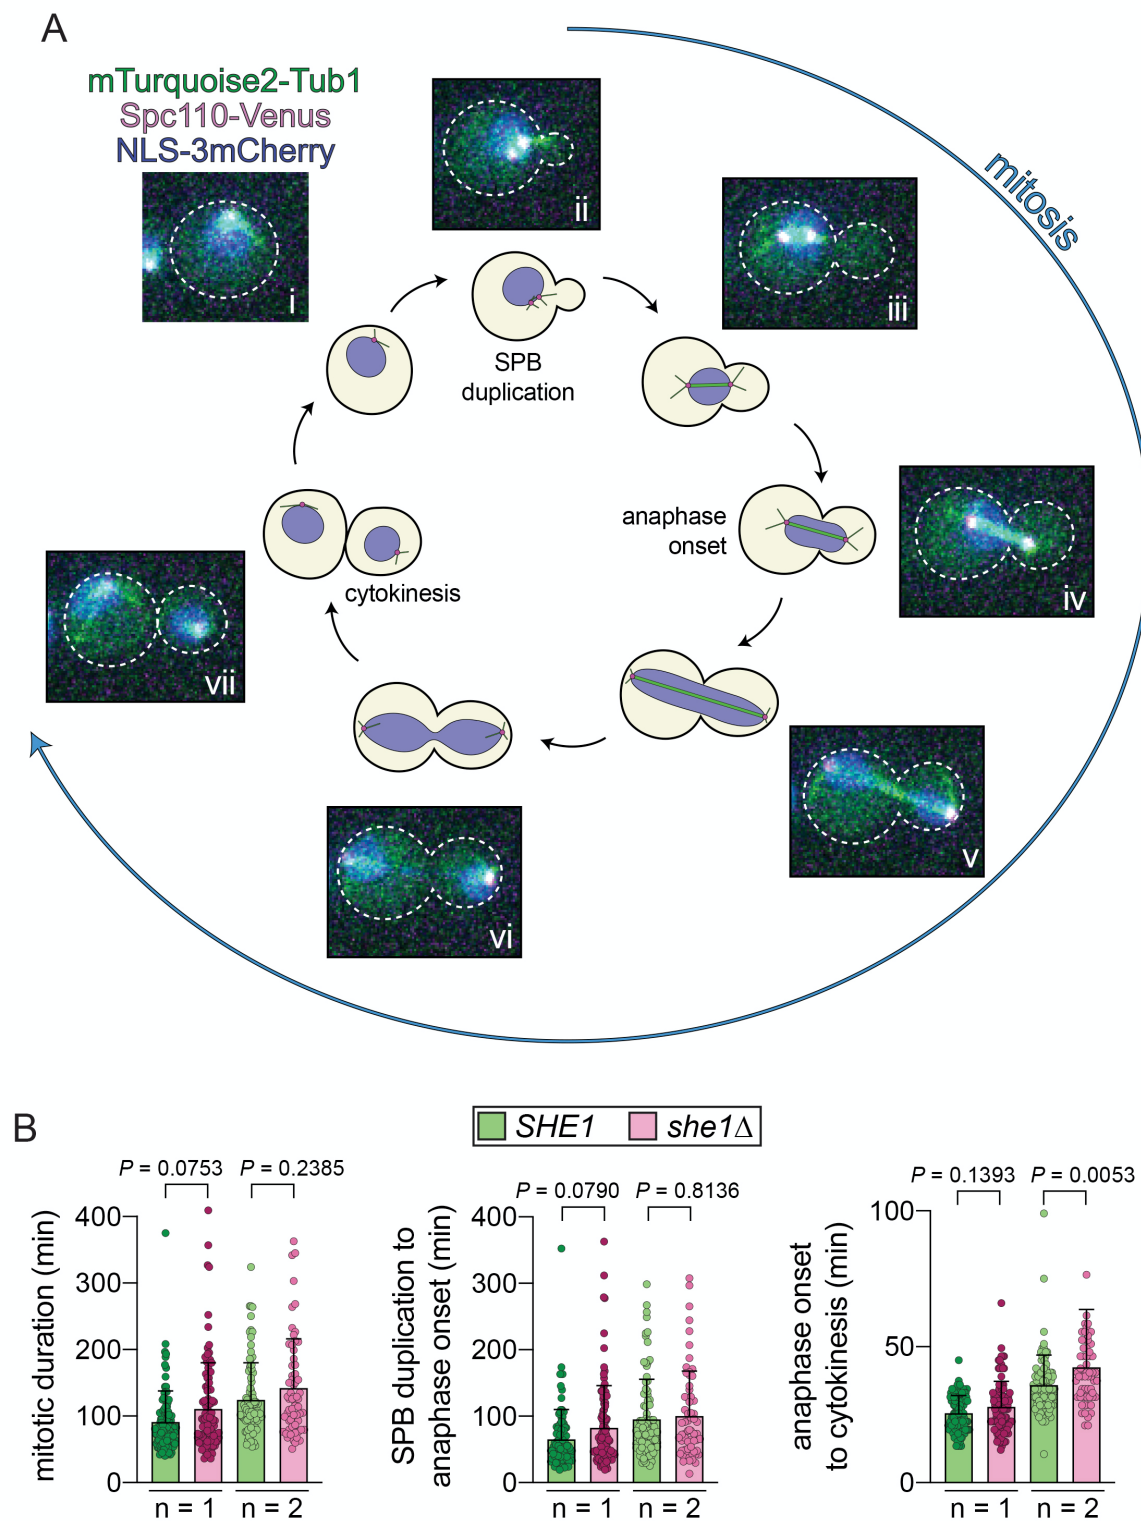 A
mTurquoise2-Tub1
Spc110-Venus
NLS-3mCherry
mitosis
i
ii
iii
SPB
duplication
anaphase
onset
iv
cytokinesis
vii
v
vi
B
SHE1 she1Δ
P = 0.0753 P = 0.2385
mitotic duration (min)
400
300
200
100
0
n = 1 n = 2
P = 0.0790 P = 0.8136
SPB duplication to
anaphase onset (min)
400
300
200
100
0
n = 1 n = 2
P = 0.1393 P = 0.0053
anaphase onset
to cytokinesis (min)
100
50
0
n = 1 n = 2